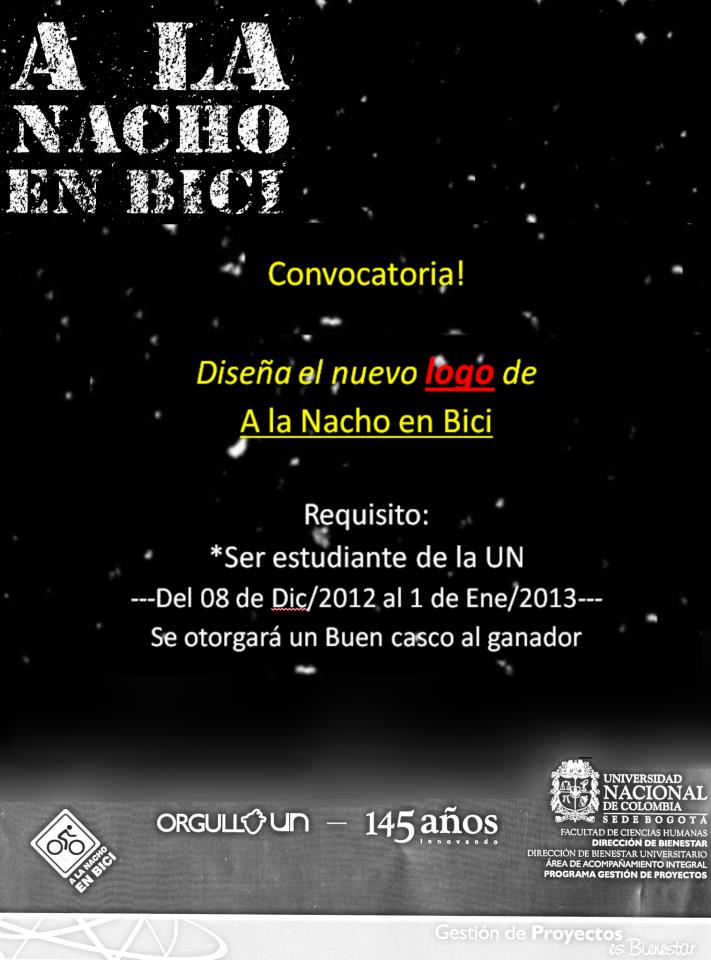 A LA
NACHO
EN BICI
Convocatoria!
Diseña el nuevo logo de
A la Nacho en Bici
Requisito:
*Ser estudiante de la UN
---Del 08 de Dic/2012 al 1 de Ene/2013---
Se otorgará un Buen casco al ganador
A LA NACHO
EN BICI
ORGULLO UN — 145 años
Innovando
UNIVERSIDAD
NACIONAL
DE COLOMBIA
SEDE BOGOTÁ
FACULTAD DE CIENCIAS HUMANAS
DIRECCIÓN DE BIENESTAR
DIRECCIÓN DE BIENESTAR UNIVERSITARIO
ÁREA DE ACOMPAÑAMIENTO INTEGRAL
PROGRAMA GESTIÓN DE PROYECTOS
Gestión de Proyectos
es Bienestar